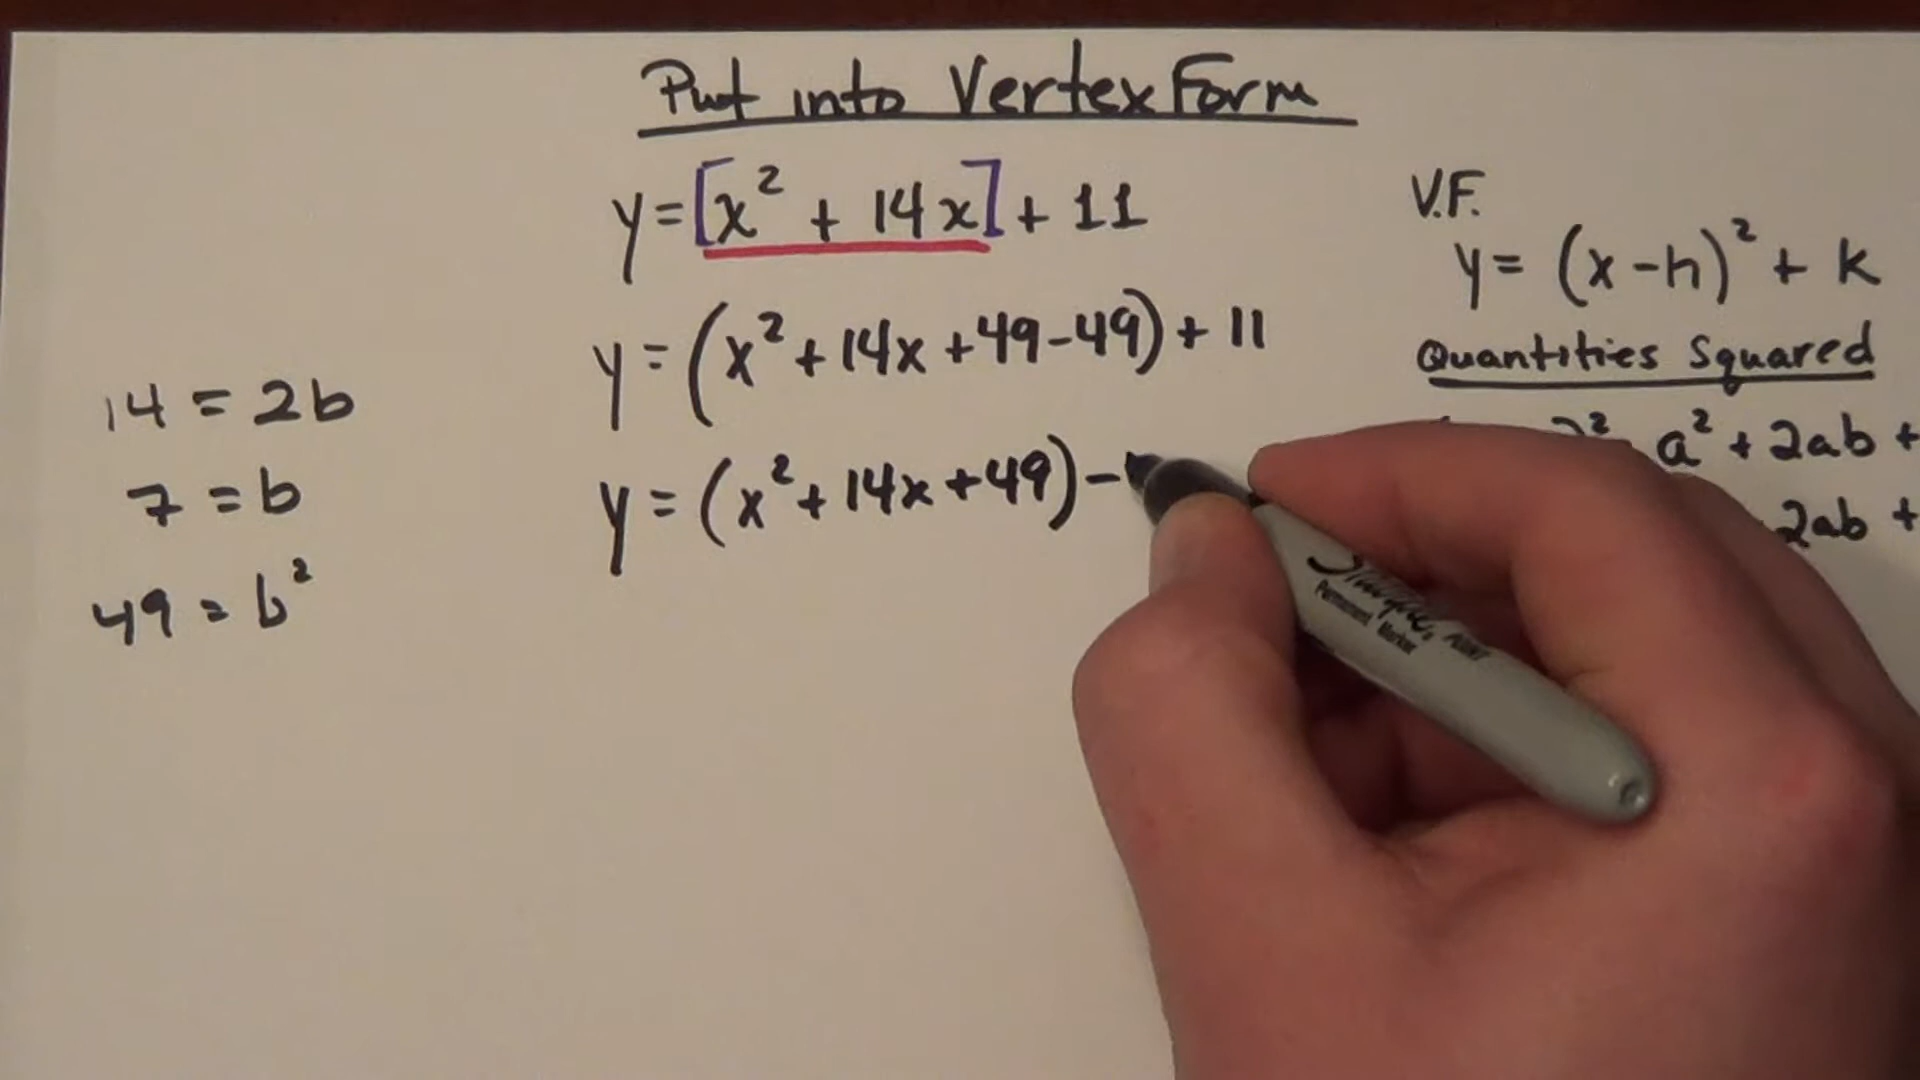 Put into Vertex Form
y = [x² + 14x] + 11
y = (x² + 14x + 49 - 49) + 11
y = (x² + 14x + 49) -
14 = 2b
7 = b
49 = b²
V.F.
y = (x - h)² + k
Quantities Squared
a² + 2ab +
2ab +
Sharpie
Permanent Marker